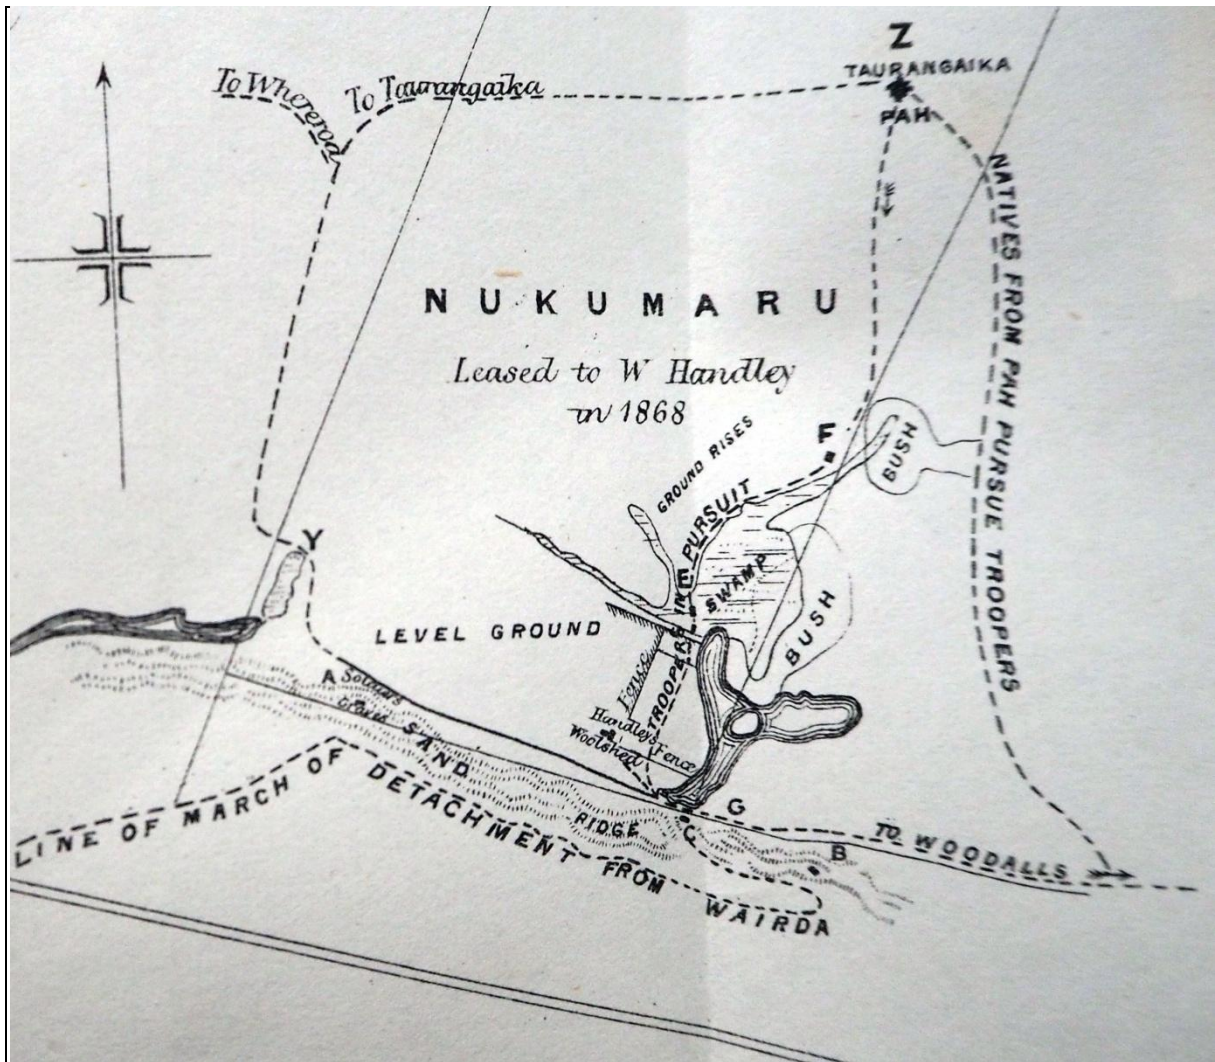 Z
TAURANGAIKA
PAH
To Whereroa
To Taurangaika
NATIVES FROM PAH PURSUE TROOPERS
NUKUMARU
Leased to W Handley
in 1868
GROUND RISES
F
BUSH
TROOPERS LINE PURSUIT
E
SWAMP
BUSH
Y
LEVEL GROUND
Fence
A
Soldiers
Graves
Handleys
Woolshed
Fence
SAND
RIDGE
G
C
B
TO WOODALLS
LINE OF MARCH OF DETACHMENT FROM WAIRDA